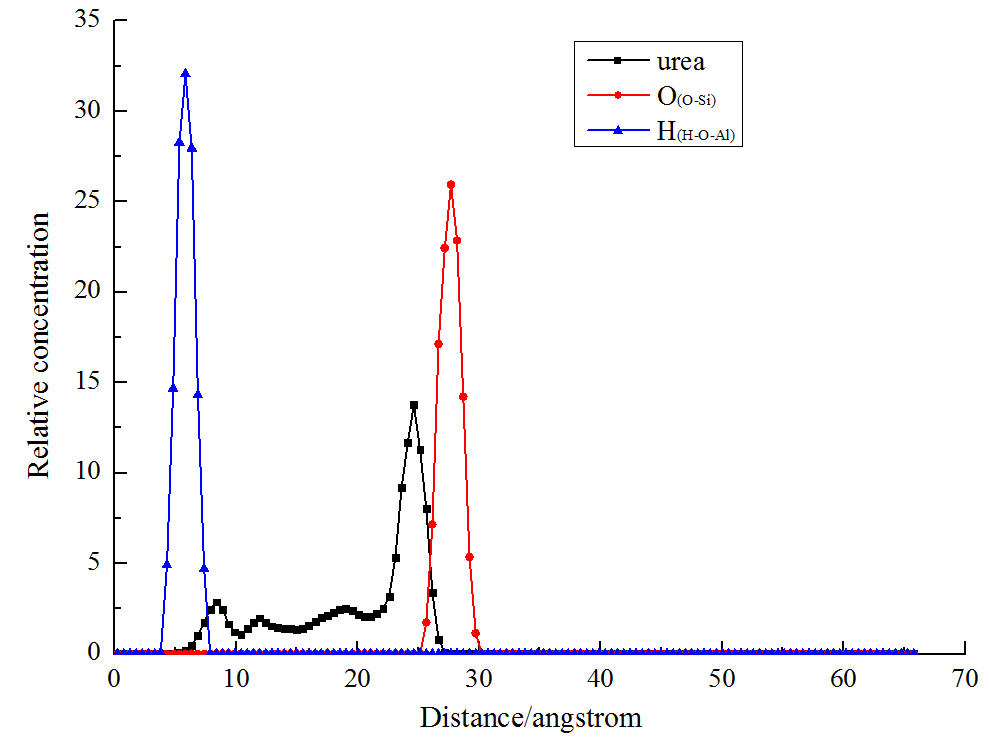 35
30
25
20
15
10
5
0
Relative concentration
urea
O(O-Si)
H(H-O-Al)
0 10 20 30 40 50 60 70
Distance/angstrom